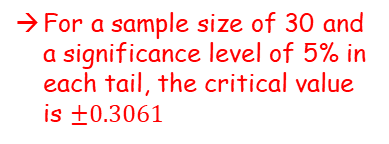 → For a sample size of 30 and
a significance level of 5% in
each tail, the critical value
is ±0.3061